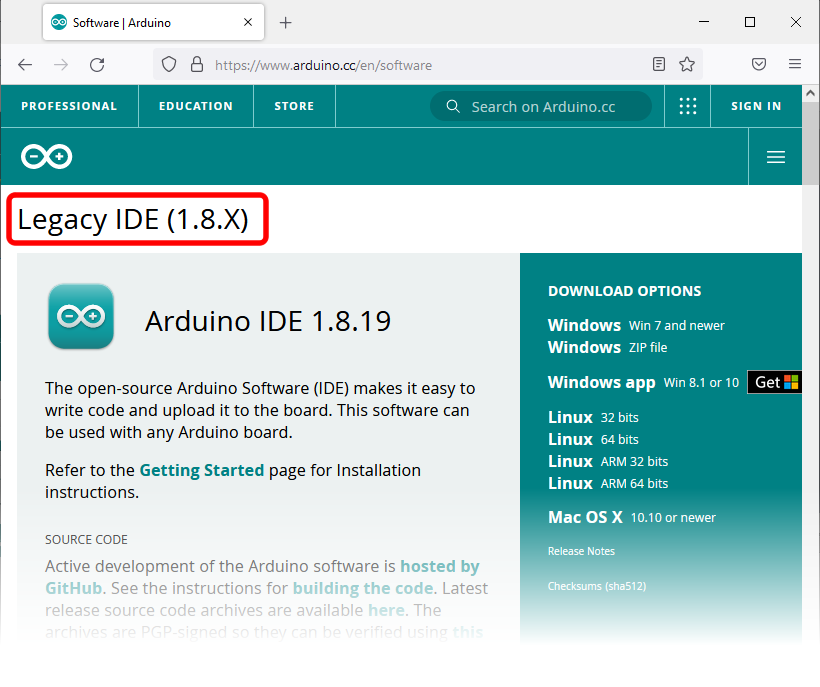 Software | Arduino
https://www.arduino.cc/en/software
PROFESSIONAL EDUCATION STORE Search on Arduino.cc SIGN IN
Legacy IDE (1.8.X)
Arduino IDE 1.8.19
The open-source Arduino Software (IDE) makes it easy to
write code and upload it to the board. This software can
be used with any Arduino board.
Refer to the Getting Started page for Installation
instructions.
SOURCE CODE
Active development of the Arduino software is hosted by
GitHub. See the instructions for building the code. Latest
release source code archives are available here. The
archives are PGP-signed so they can be verified using this
DOWNLOAD OPTIONS
Windows Win 7 and newer
Windows ZIP file
Windows app Win 8.1 or 10 Get
Linux 32 bits
Linux 64 bits
Linux ARM 32 bits
Linux ARM 64 bits
Mac OS X 10.10 or newer
Release Notes
Checksums (sha512)